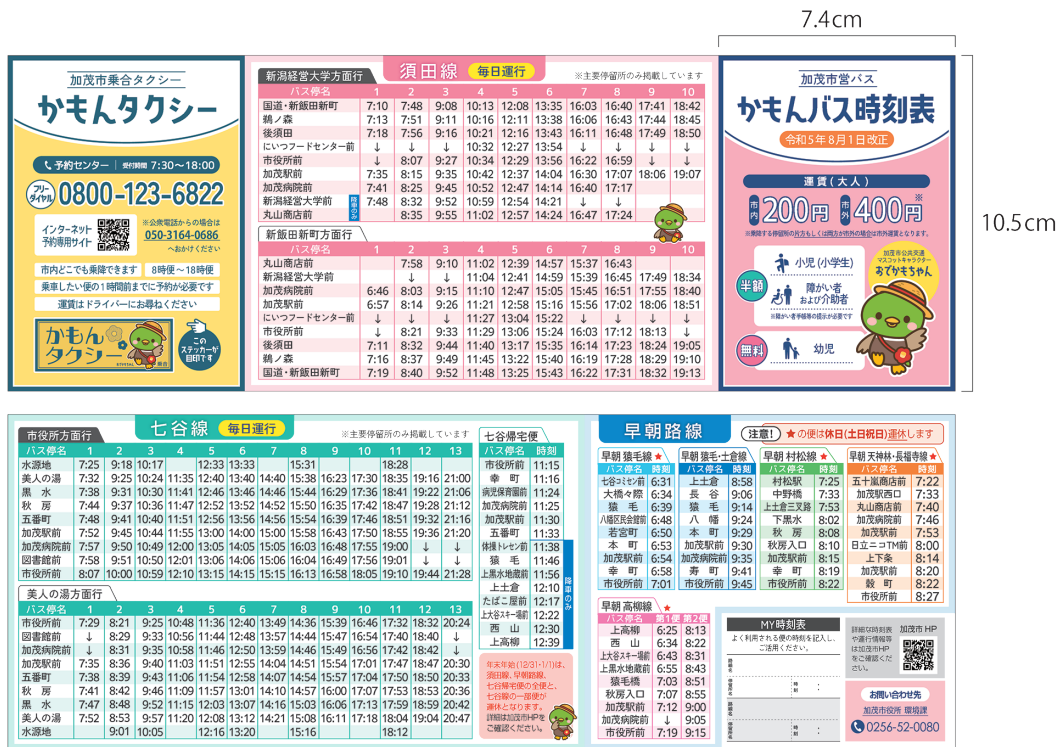 7.4cm
10.5cm
加茂市乗合タクシー
かもんタクシー
予約センター 受付時間 7:30〜18:00
フリーダイヤル 0800-123-6822
インターネット
予約専用サイト
※公衆電話からの場合は
050-3164-0686
へおかけください
市内どこでも乗降できます 8時便〜18時便
乗車したい便の1時間前までに予約が必要です
運賃はドライバーにお尋ねください
かもん
タクシー
乗合
この
ステッカーが
目印です
須田線 毎日運行
新潟経営大学方面行 ※主要停留所のみ掲載しています
バス停名 1 2 3 4 5 6 7 8 9 10
国道・新飯田新町 7:10 7:48 9:08 10:13 12:08 13:35 16:03 16:40 17:41 18:42
鵜ノ森 7:13 7:51 9:11 10:16 12:11 13:38 16:06 16:43 17:44 18:45
後須田 7:18 7:56 9:16 10:21 12:16 13:43 16:11 16:48 17:49 18:50
にいつフードセンター前 ↓ ↓ ↓ 10:32 12:27 13:54 ↓ ↓ ↓ ↓
市役所前 ↓ 8:07 9:27 10:34 12:29 13:56 16:22 16:59 ↓ ↓
加茂駅前 7:35 8:15 9:35 10:42 12:37 14:04 16:30 17:07 18:06 19:07
加茂病院前 7:41 8:25 9:45 10:52 12:47 14:14 16:40 17:17
新潟経営大学前 7:48 8:32 9:52 10:59 12:54 14:21 ↓ ↓
丸山商店前 8:35 9:55 11:02 12:57 14:24 16:47 17:24
降車のみ
新飯田新町方面行
バス停名 1 2 3 4 5 6 7 8 9 10
丸山商店前 7:58 9:10 11:02 12:39 14:57 15:37 16:43
新潟経営大学前 ↓ ↓ 11:04 12:41 14:59 15:39 16:45 17:49 18:34
加茂病院前 6:46 8:03 9:15 11:10 12:47 15:05 15:45 16:51 17:55 18:40
加茂駅前 6:57 8:14 9:26 11:21 12:58 15:16 15:56 17:02 18:06 18:51
にいつフードセンター前 ↓ ↓ ↓ 11:27 13:04 15:22 ↓ ↓ ↓ ↓
市役所前 ↓ 8:21 9:33 11:29 13:06 15:24 16:03 17:12 18:13 ↓
後須田 7:11 8:32 9:44 11:40 13:17 15:35 16:14 17:23 18:24 19:05
鵜ノ森 7:16 8:37 9:49 11:45 13:22 15:40 16:19 17:28 18:29 19:10
国道・新飯田新町 7:19 8:40 9:52 11:48 13:25 15:43 16:22 17:31 18:32 19:13
加茂市営バス
かもんバス時刻表
令和5年8月1日改正
運賃(大人)
市内 200円 市外 400円※
※乗降する停留所の片方もしくは両方が市外の場合は市外運賃となります。
半額
小児(小学生)
障がい者
および介助者
※障がい者手帳等の提示が必要です
無料
幼児
加茂市公共交通
マスコットキャラクター
おでかもちゃん
七谷線 毎日運行
市役所方面行 ※主要停留所のみ掲載しています
バス停名 1 2 3 4 5 6 7 8 9 10 11 12 13
水源地 7:25 9:18 10:17 12:33 13:33 15:31 18:28
美人の湯 7:32 9:25 10:24 11:35 12:40 13:40 14:40 15:38 16:23 17:30 18:35 19:16 21:00
黒水 7:38 9:31 10:30 11:41 12:46 13:46 14:46 15:44 16:29 17:36 18:41 19:22 21:06
秋房 7:44 9:37 10:36 11:47 12:52 13:52 14:52 15:50 16:35 17:42 18:47 19:28 21:12
五番町 7:48 9:41 10:40 11:51 12:56 13:56 14:56 15:54 16:39 17:46 18:51 19:32 21:16
加茂駅前 7:52 9:45 10:44 11:55 13:00 14:00 15:00 15:58 16:43 17:50 18:55 19:36 21:20
加茂病院前 7:57 9:50 10:49 12:00 13:05 14:05 15:05 16:03 16:48 17:55 19:00 ↓ ↓
図書館前 7:58 9:51 10:50 12:01 13:06 14:06 15:06 16:04 16:49 17:56 19:01 ↓ ↓
市役所前 8:07 10:00 10:59 12:10 13:15 14:15 15:15 16:13 16:58 18:05 19:10 19:44 21:28
美人の湯方面行
バス停名 1 2 3 4 5 6 7 8 9 10 11 12 13
市役所前 7:29 8:21 9:25 10:48 11:36 12:40 13:49 14:36 15:39 16:46 17:32 18:32 20:24
図書館前 ↓ 8:29 9:33 10:56 11:44 12:48 13:57 14:44 15:47 16:54 17:40 18:40 ↓
加茂病院前 ↓ 8:31 9:35 10:58 11:46 12:50 13:59 14:46 15:49 16:56 17:42 18:42 ↓
加茂駅前 7:35 8:36 9:40 11:03 11:51 12:55 14:04 14:51 15:54 17:01 17:47 18:47 20:30
五番町 7:38 8:39 9:43 11:06 11:54 12:58 14:07 14:54 15:57 17:04 17:50 18:50 20:33
秋房 7:41 8:42 9:46 11:09 11:57 13:01 14:10 14:57 16:00 17:07 17:53 18:53 20:36
黒水 7:47 8:48 9:52 11:15 12:03 13:07 14:16 15:03 16:06 17:13 17:59 18:59 20:42
美人の湯 7:52 8:53 9:57 11:20 12:08 13:12 14:21 15:08 16:11 17:18 18:04 19:04 20:47
水源地 9:01 10:05 12:16 13:20 15:16 18:12
七谷帰宅便
バス停名 時刻
市役所前 11:15
幸町 11:16
病児保育園前 11:24
加茂病院前 11:25
加茂駅前 11:30
五番町 11:33
体操トレセン前 11:38
猿毛 11:46
上黒水地蔵前 11:56
上土倉 12:10
たばこ屋前 12:17
上大谷スキー場前 12:22
西山 12:30
上高柳 12:39
降車のみ
年末年始(12/31・1/1)は、
須田線、早朝路線、
七谷帰宅便の全便と、
七谷線の一部便が
運休となります。
詳細は加茂市HPを
ご確認ください。
早朝路線
注意! ★の便は休日(土日祝日)運休します
早朝 猿毛線★
バス停名 時刻
七谷コミセン前 6:31
大橋々際 6:34
猿毛 6:39
八幡区民会館前 6:48
若宮町 6:50
本町 6:53
加茂駅前 6:54
幸町 6:58
市役所前 7:01
早朝 猿毛・土倉線
バス停名 時刻
上土倉 8:58
長谷 9:06
猿毛 9:14
八幡 9:24
本町 9:29
加茂駅前 9:30
加茂病院前 9:35
寿町 9:41
市役所前 9:45
早朝 村松線★
バス停名 時刻
村松駅 7:25
中野橋 7:33
上土倉三叉路 7:53
下黒水 8:02
秋房 8:08
秋房入口 8:10
加茂駅前 8:15
幸町 8:19
市役所前 8:22
早朝 天神林・長福寺線★
バス停名 時刻
五十嵐商店前 7:22
加茂駅西口 7:33
丸山商店前 7:40
加茂病院前 7:46
本町 7:53
日立ニコTM前 8:00
上下条 8:14
加茂駅前 8:20
穀町 8:22
市役所前 8:27
早朝 高柳線★
バス停名 第1便 第2便
上高柳 6:25 8:13
西山 6:34 8:22
上大谷スキー場前 6:43 8:31
上黒水地蔵前 6:55 8:43
猿毛橋 7:03 8:51
秋房入口 7:07 8:55
加茂駅前 7:12 9:00
加茂病院前 ↓ 9:05
市役所前 7:19 9:15
MY時刻表
よく利用される便の時刻を記入し、
ご活用ください。
路線名
停留所名 時刻 :
路線名
停留所名 時刻 :
詳細な時刻表
や運行情報等
は加茂市HP
をご確認くだ
さい。
加茂市HP
お問い合わせ先
加茂市役所 環境課
0256-52-0080